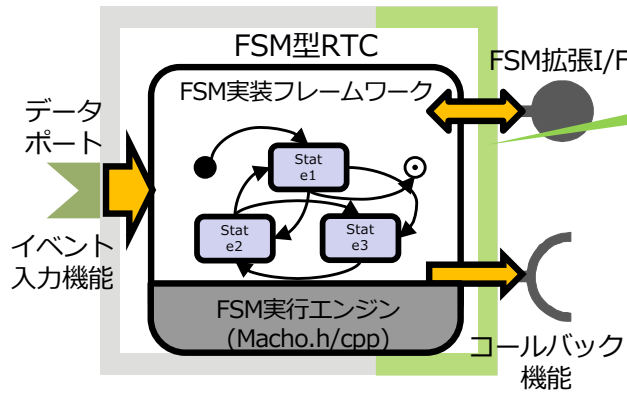 FSM型RTC
FSM拡張I/F
FSM実装フレームワーク
データ
ポート
Stat
e1
Stat
e2
Stat
e3
イベント
入力機能
FSM実行エンジン
(Macho.h/cpp)
コールバック
機能